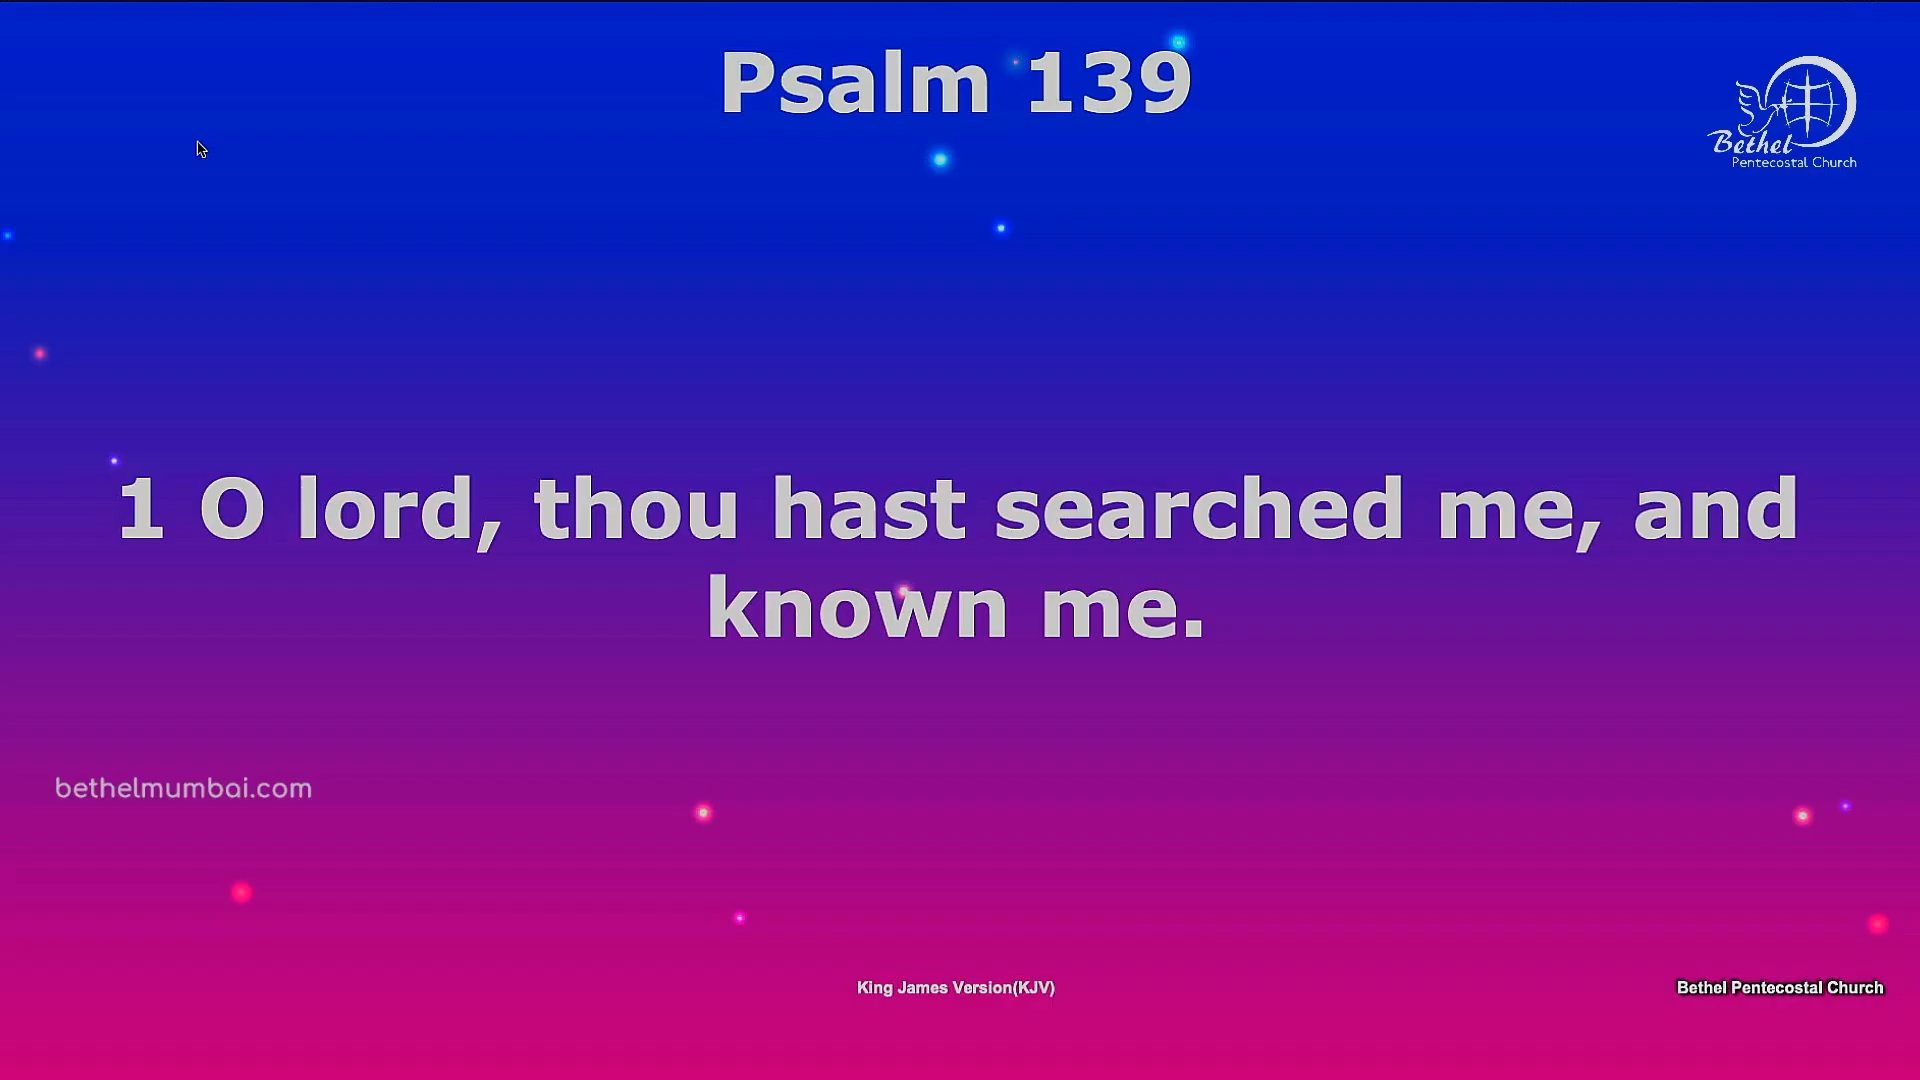 Psalm 139
Bethel
Pentecostal Church
1 O lord, thou hast searched me, and
known me.
bethelmumbai.com
King James Version(KJV)
Bethel Pentecostal Church